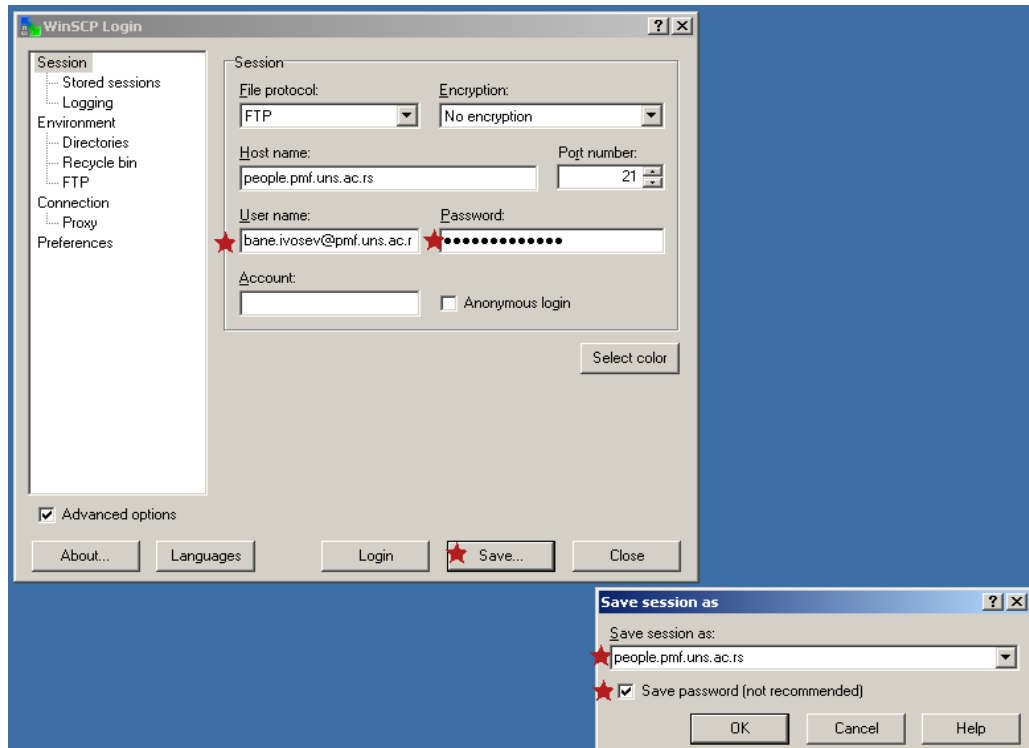 WinSCP Login
Session
Stored sessions
Logging
Environment
Directories
Recycle bin
FTP
Connection
Proxy
Preferences
Session
File protocol:
Encryption:
FTP
No encryption
Host name:
Port number:
people.pmf.uns.ac.rs
21
User name:
Password:
bane.ivosev@pmf.uns.ac.r
●●●●●●●●●●●●●
Account:
Anonymous login
Select color
Advanced options
About...
Languages
Login
Save...
Close
Save session as
Save session as:
people.pmf.uns.ac.rs
Save password (not recommended)
OK
Cancel
Help